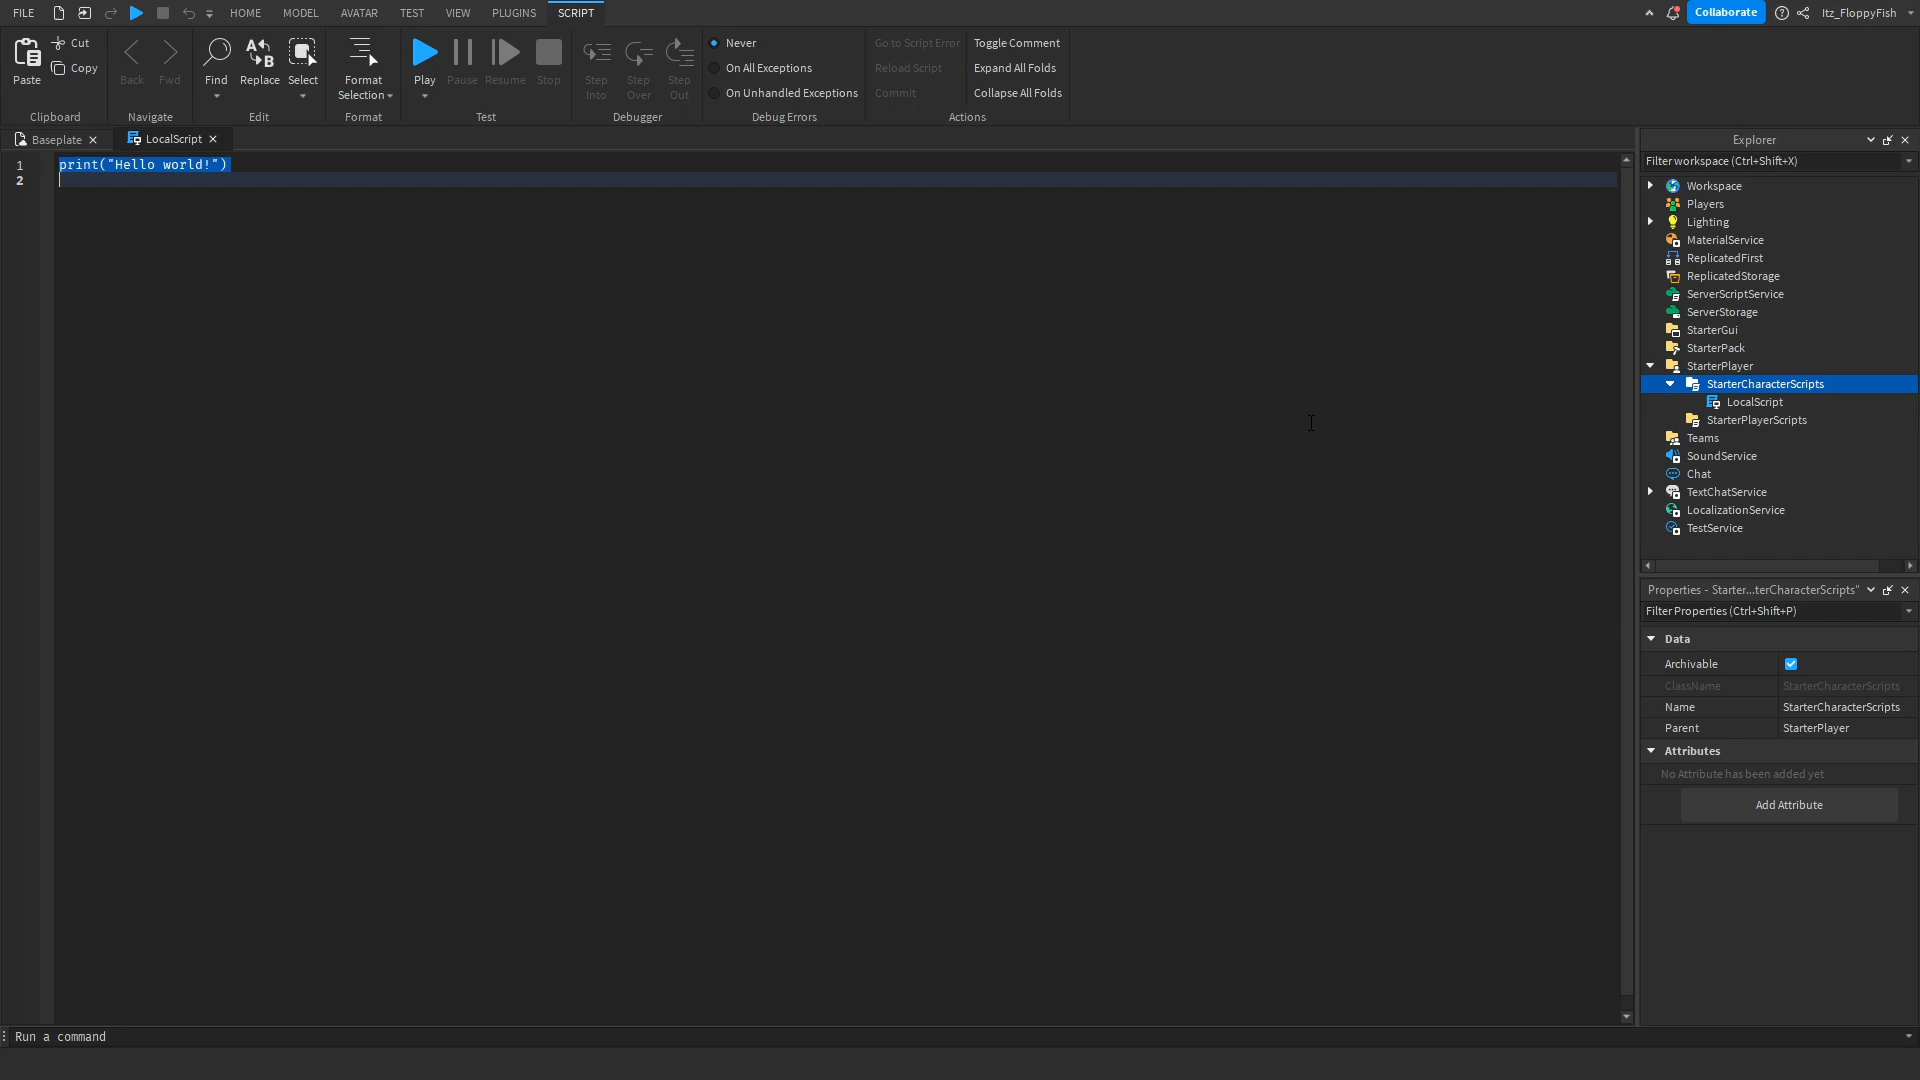 FILE HOME MODEL AVATAR TEST VIEW PLUGINS SCRIPT Collaborate Itz_FloppyFish
Paste Cut Copy
Clipboard
Back Fwd
Navigate
Find Replace Select
Edit
Format
Selection
Format
Play Pause Resume Stop
Test
Step Into Step Over Step Out
Debugger
Never
On All Exceptions
On Unhandled Exceptions
Debug Errors
Go to Script Error
Reload Script
Commit
Toggle Comment
Expand All Folds
Collapse All Folds
Actions
Baseplate LocalScript
1 print("Hello world!")
2
Explorer
Filter workspace (Ctrl+Shift+X)
Workspace
Players
Lighting
MaterialService
ReplicatedFirst
ReplicatedStorage
ServerScriptService
ServerStorage
StarterGui
StarterPack
StarterPlayer
StarterCharacterScripts
LocalScript
StarterPlayerScripts
Teams
SoundService
Chat
TextChatService
LocalizationService
TestService
Properties - Starter...terCharacterScripts"
Filter Properties (Ctrl+Shift+P)
Data
Archivable
ClassName StarterCharacterScripts
Name StarterCharacterScripts
Parent StarterPlayer
Attributes
No Attribute has been added yet
Add Attribute
Run a command